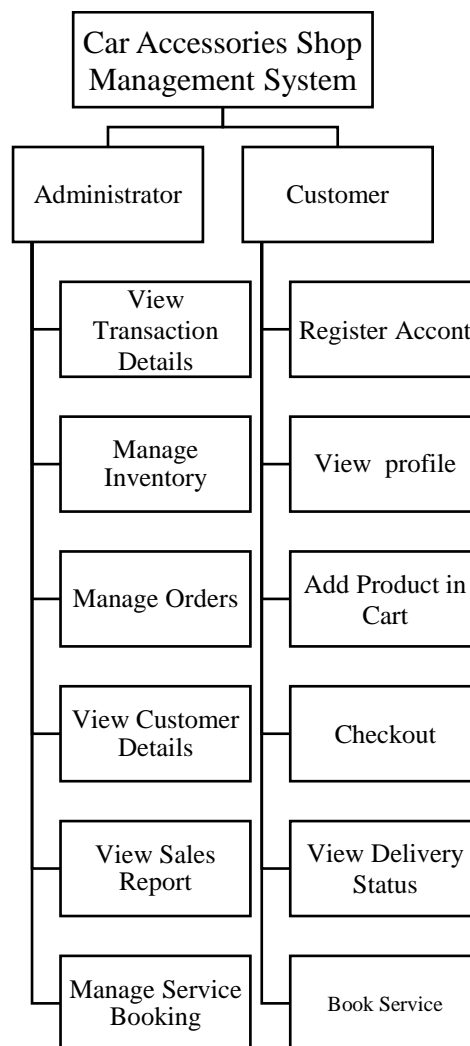 Car Accessories Shop
Management System
Administrator
Customer
View
Transaction
Details
Manage
Inventory
Manage Orders
View Customer
Details
View Sales
Report
Manage Service
Booking
Register Accont
View  profile
Add Product in
Cart
Checkout
View Delivery
Status
Book Service